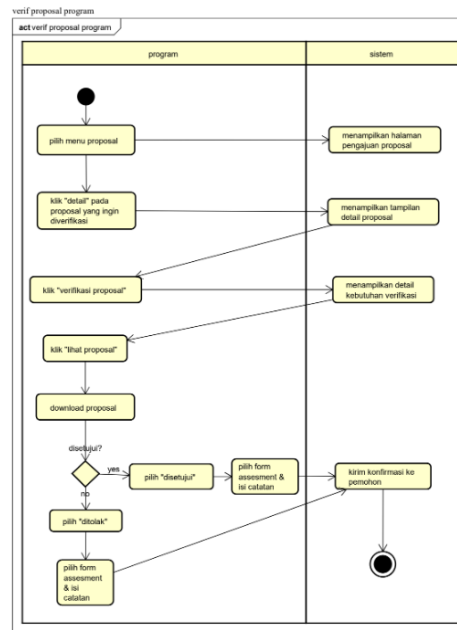 verif proposal program
act verif proposal program
program
sistem
pilih menu proposal
menampilkan halaman
pengajuan proposal
klik "detail" pada
proposal yang ingin
diverifikasi
menampilkan tampilan
detail proposal
klik "verifikasi proposal"
menampilkan detail
kebutuhan verifikasi
klik "lihat proposal"
download proposal
disetujui?
yes
pilih "disetujui"
pilih form
assesment &
isi catatan
kirim konfirmasi ke
pemohon
no
pilih "ditolak"
pilih form
assesment
& isi
catatan